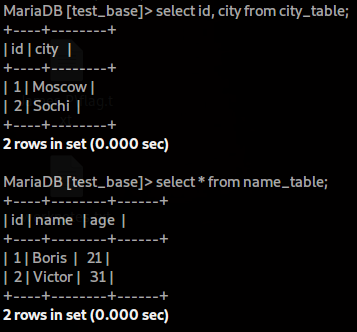 MariaDB [test_base]> select id, city from city_table;
+----+--------+
| id | city   |
+----+--------+
|  1 | Moscow |
|  2 | Sochi  |
+----+--------+
2 rows in set (0.000 sec)
MariaDB [test_base]> select * from name_table;
+----+--------+------+
| id | name   | age  |
+----+--------+------+
|  1 | Boris  |   21 |
|  2 | Victor |   31 |
+----+--------+------+
2 rows in set (0.000 sec)